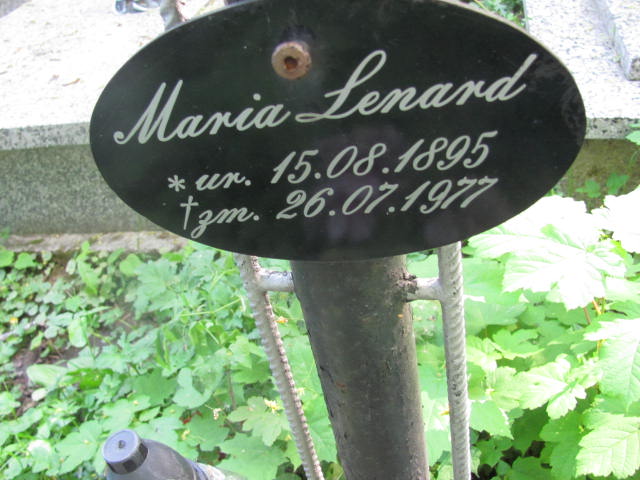 Maria Lenard
* ur. 15.08.1895
† zm. 26.07.1977